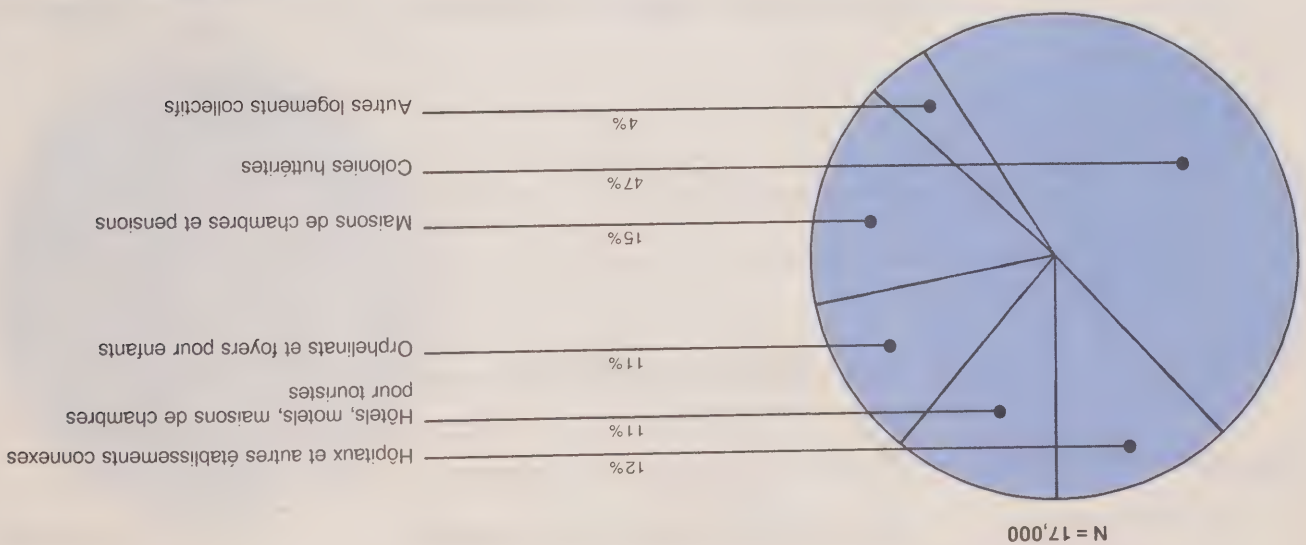 N = 17,000
12%
Hôpitaux et autres établissements connexes
11%
Hôtels, motels, maisons de chambres
pour touristes
11%
Orphelinats et foyers pour enfants
15%
Maisons de chambres et pensions
47%
Colonies huttérites
4%
Autres logements collectifs